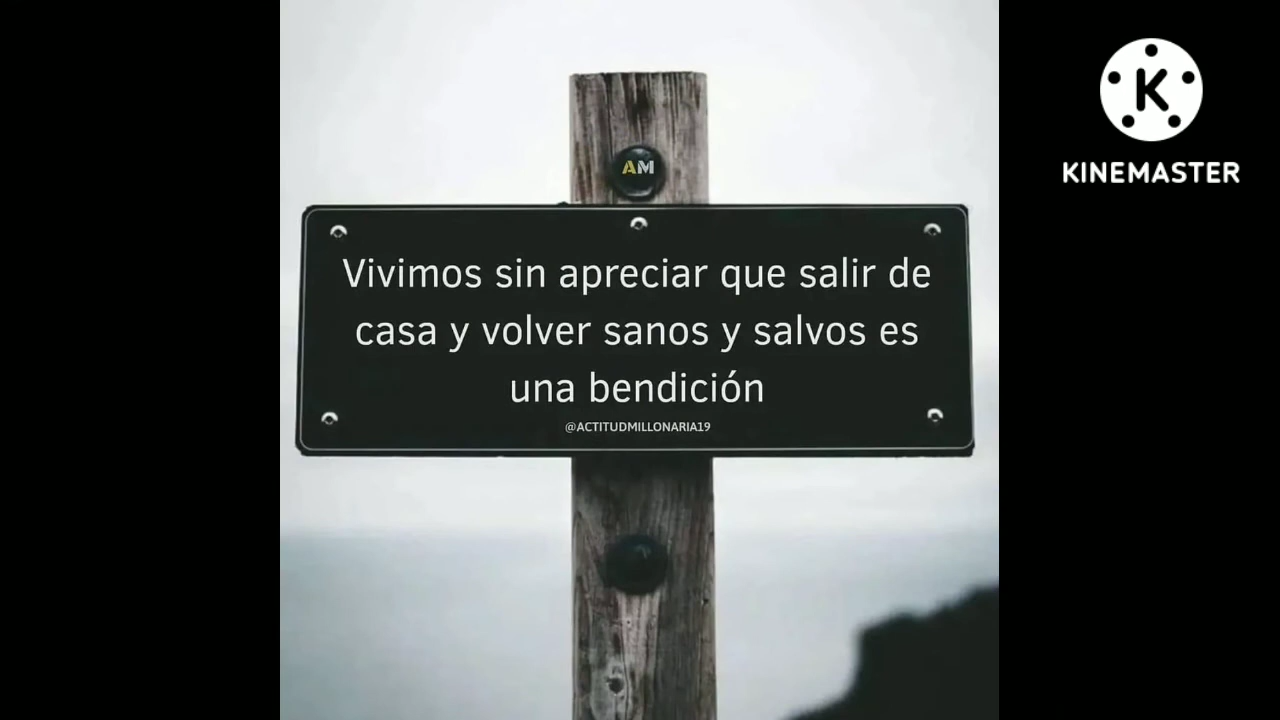 AM
Vivimos sin apreciar que salir de
casa y volver sanos y salvos es
una bendición
@ACTITUDMILLONARIA19
K
KINEMASTER